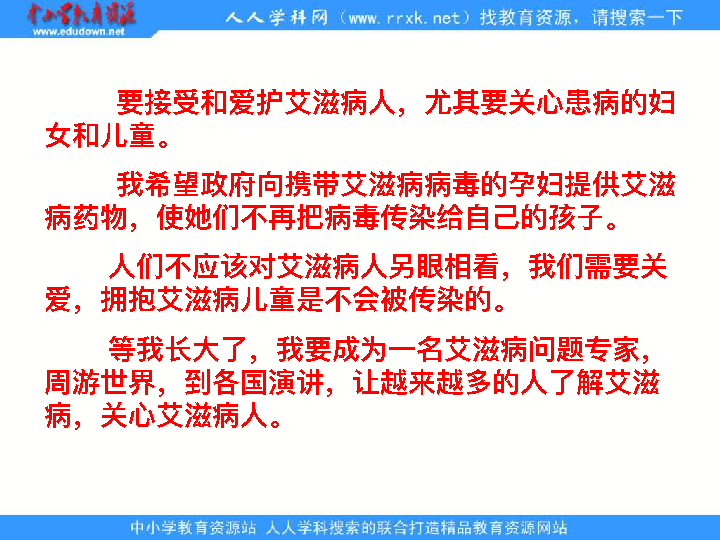 中小学教育资源
www.edudown.net
人人学科网（www.rrxk.net）找教育资源，请搜索一下
要接受和爱护艾滋病人，尤其要关心患病的妇
女和儿童。
我希望政府向携带艾滋病病毒的孕妇提供艾滋
病药物，使她们不再把病毒传染给自己的孩子。
人们不应该对艾滋病人另眼相看，我们需要关
爱，拥抱艾滋病儿童是不会被传染的。
等我长大了，我要成为一名艾滋病问题专家，
周游世界，到各国演讲，让越来越多的人了解艾滋
病，关心艾滋病人。
中小学教育资源站 人人学科搜索的联合打造精品教育资源网站